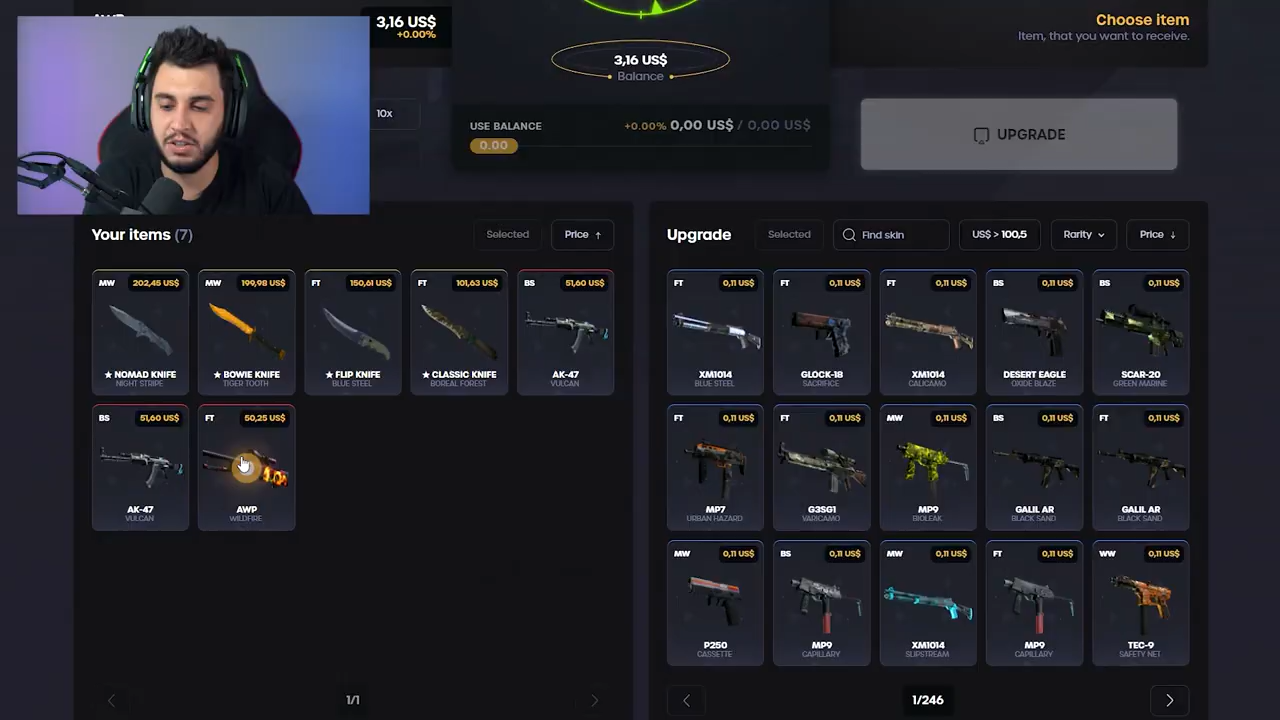 3,16 US$
+0.00%
Choose item
Item, that you want to receive.
3,16 US$
Balance
10x
USE BALANCE
+0.00% 0,00 US$ / 0,00 US$
0.00
UPGRADE
Your items (7)
Selected
Price ↑
MW 202,45 US$
★ NOMAD KNIFE
NIGHT STRIPE
MW 199,98 US$
★ BOWIE KNIFE
TIGER TOOTH
FT 150,61 US$
★ FLIP KNIFE
BLUE STEEL
FT 101,63 US$
★ CLASSIC KNIFE
BOREAL FOREST
BS 51,60 US$
AK-47
VULCAN
BS 51,60 US$
AK-47
VULCAN
FT 50,25 US$
AWP
WILDFIRE
1/1
Upgrade
Selected
Find skin
US$ > 100,5
Rarity
Price ↓
FT 0,11 US$
XM1014
BLUE STEEL
FT 0,11 US$
GLOCK-18
SACRIFICE
FT 0,11 US$
XM1014
CALICAMO
BS 0,11 US$
DESERT EAGLE
OXIDE BLAZE
BS 0,11 US$
SCAR-20
GREEN MARINE
FT 0,11 US$
MP7
URBAN HAZARD
FT 0,11 US$
G3SG1
VARICAMO
MW 0,11 US$
MP9
BIOLEAK
BS 0,11 US$
GALIL AR
BLACK SAND
FT 0,11 US$
GALIL AR
BLACK SAND
MW 0,11 US$
P250
CASSETTE
BS 0,11 US$
MP9
CAPILLARY
MW 0,11 US$
XM1014
SLIPSTREAM
FT 0,11 US$
MP9
CAPILLARY
WW 0,11 US$
TEC-9
SAFETY NET
1/246